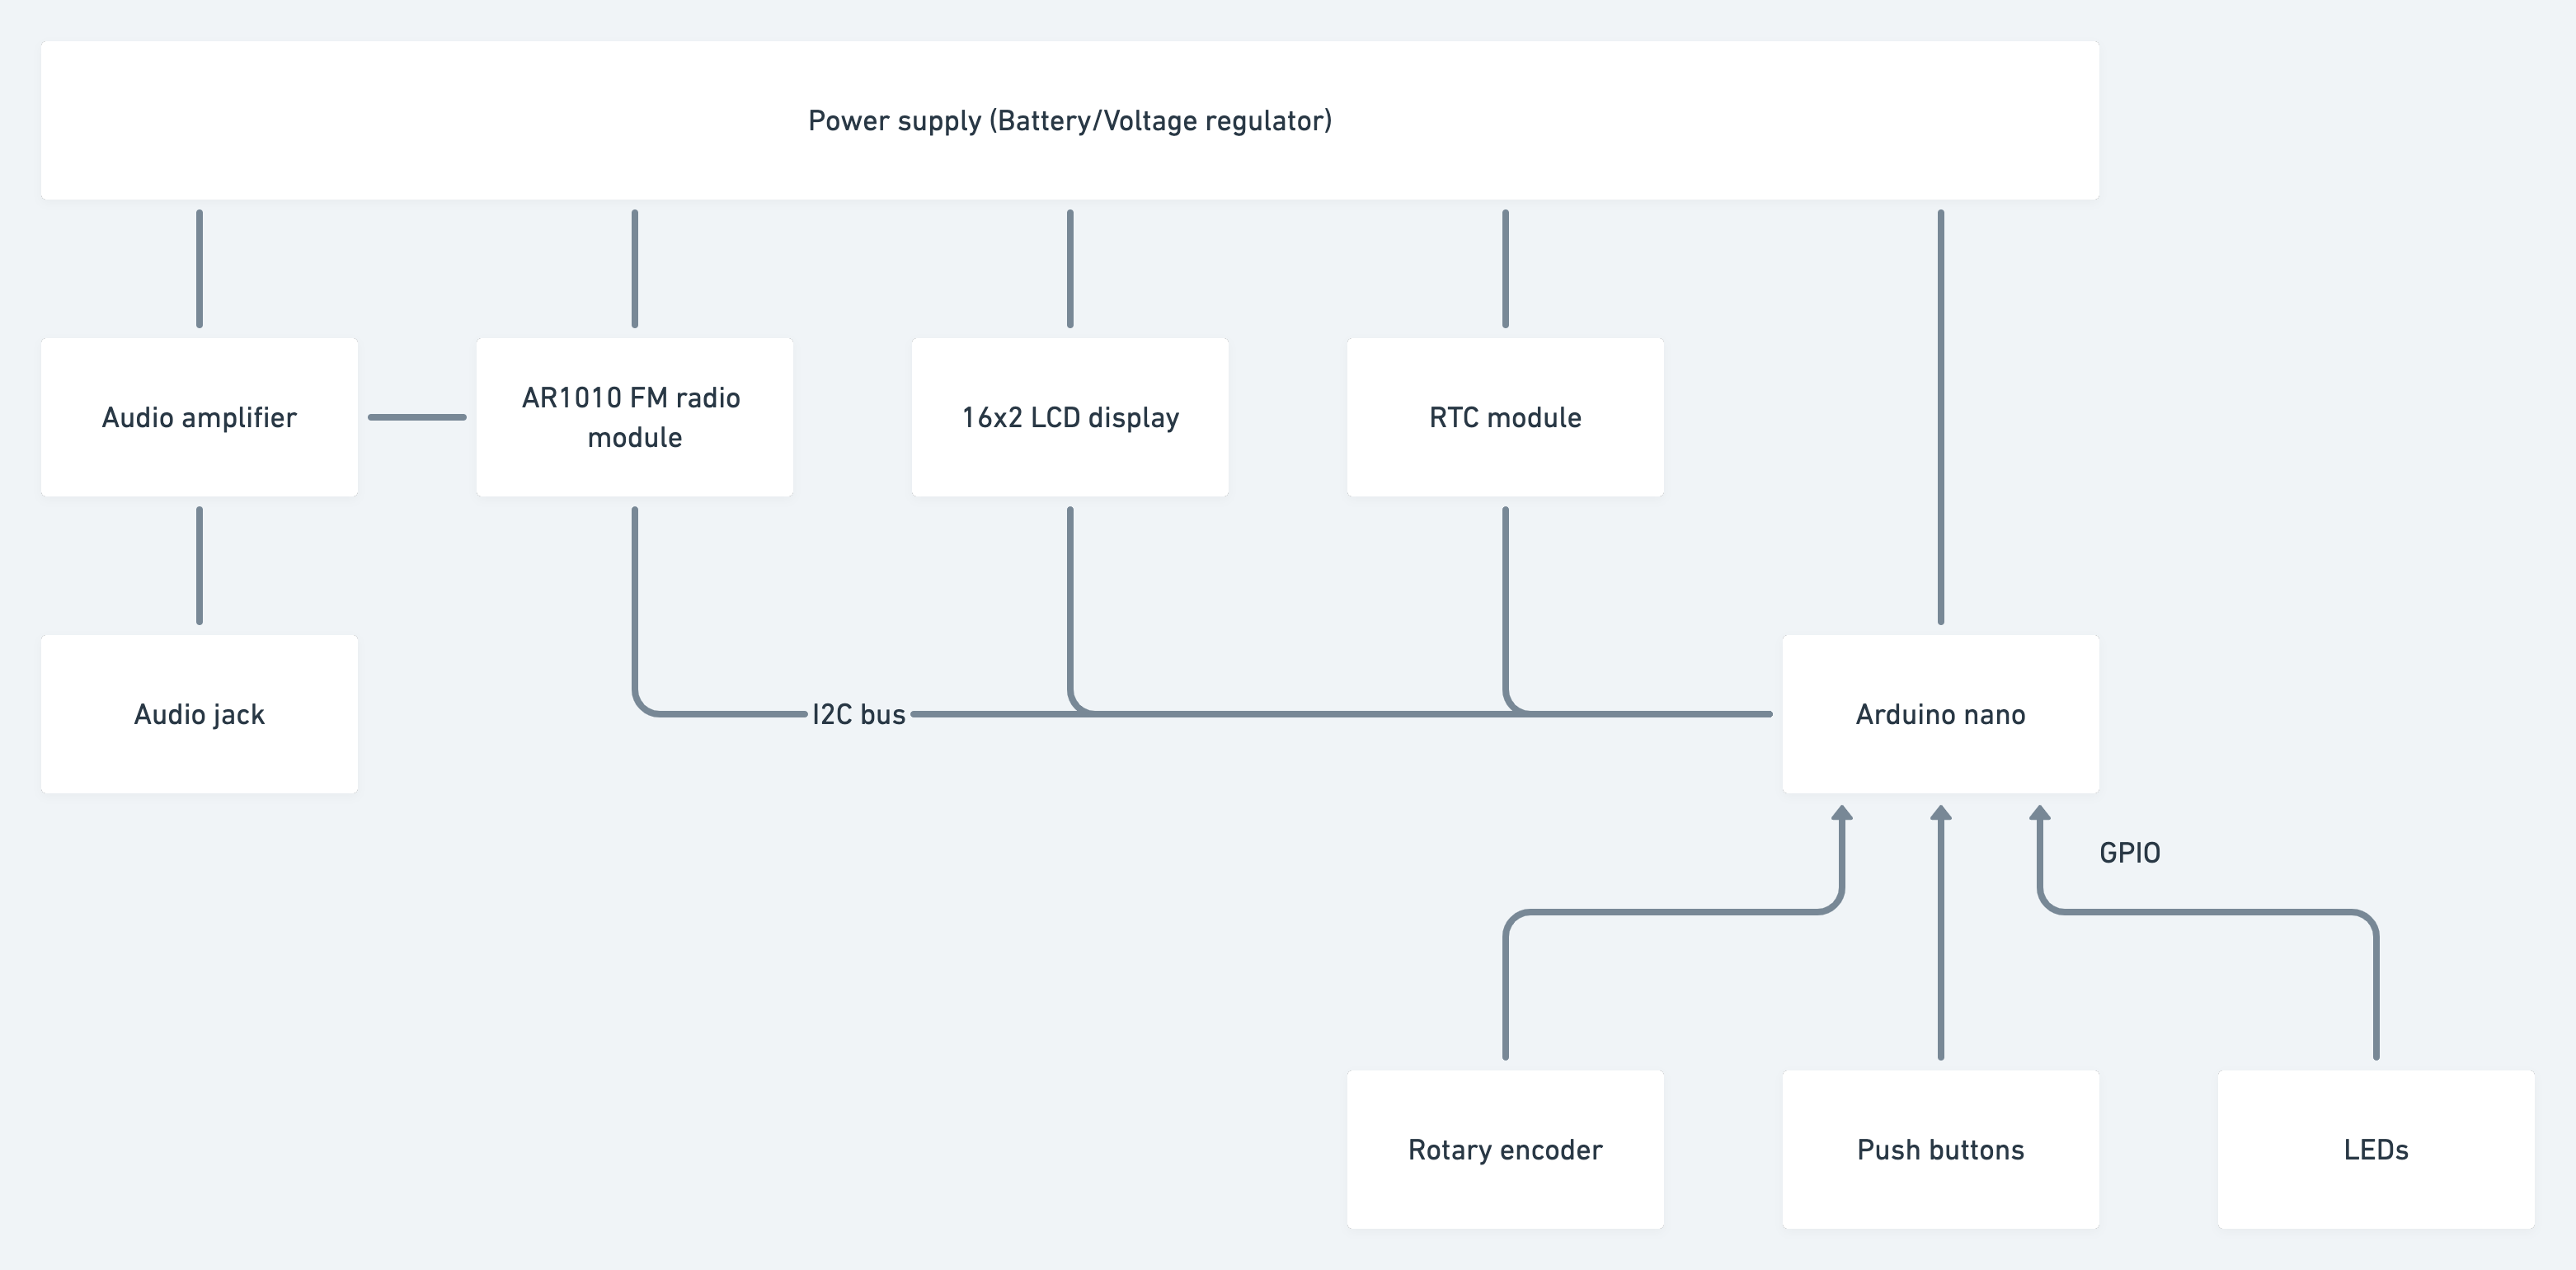 Power supply (Battery/Voltage regulator)
Audio amplifier
AR1010 FM radio
module
16x2 LCD display
RTC module
Audio jack
I2C bus
Arduino nano
GPIO
Rotary encoder
Push buttons
LEDs